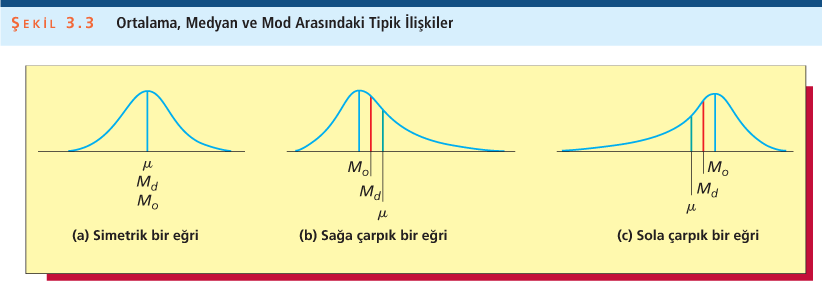 ŞEKİL 3.3 Ortalama, Medyan ve Mod Arasındaki Tipik İlişkiler
μ
Md
Mo
(a) Simetrik bir eğri
Mo
Md
μ
(b) Sağa çarpık bir eğri
Mo
Md
μ
(c) Sola çarpık bir eğri